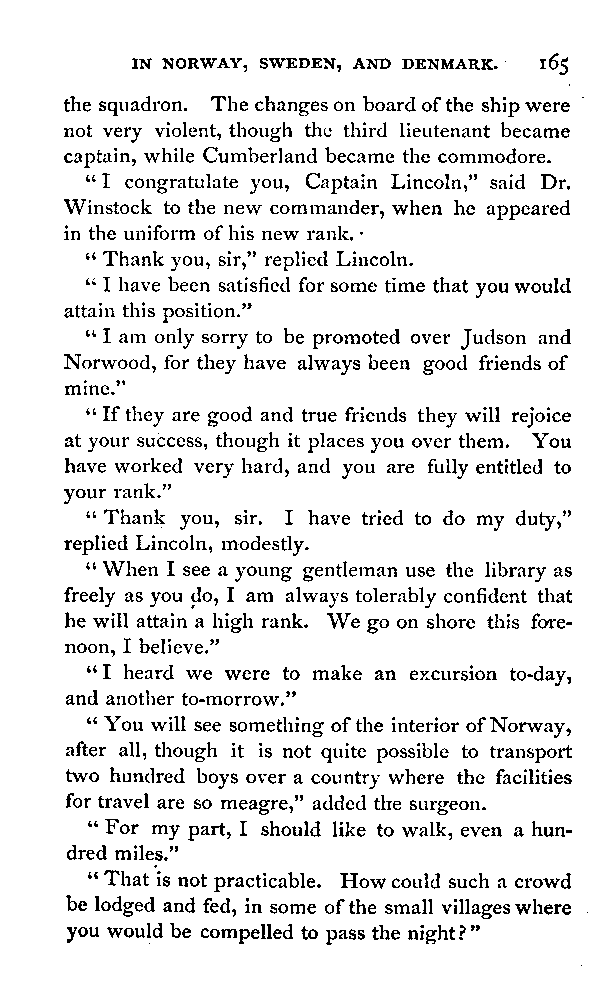 IN NORWAY, SWEDEN, AND DENMARK. 165
the squadron. The changes on board of the ship were
not very violent, though the third lieutenant became
captain, while Cumberland became the commodore.
“I congratulate you, Captain Lincoln,” said Dr.
Winstock to the new commander, when he appeared
in the uniform of his new rank.
“Thank you, sir,” replied Lincoln.
“I have been satisfied for some time that you would
attain this position.”
“I am only sorry to be promoted over Judson and
Norwood, for they have always been good friends of
mine.”
“If they are good and true friends they will rejoice
at your success, though it places you over them. You
have worked very hard, and you are fully entitled to
your rank.”
“Thank you, sir. I have tried to do my duty,”
replied Lincoln, modestly.
“When I see a young gentleman use the library as
freely as you do, I am always tolerably confident that
he will attain a high rank. We go on shore this fore-
noon, I believe.”
“I heard we were to make an excursion to-day,
and another to-morrow.”
“You will see something of the interior of Norway,
after all, though it is not quite possible to transport
two hundred boys over a country where the facilities
for travel are so meagre,” added the surgeon.
“For my part, I should like to walk, even a hun-
dred miles.”
“That is not practicable. How could such a crowd
be lodged and fed, in some of the small villages where
you would be compelled to pass the night?”